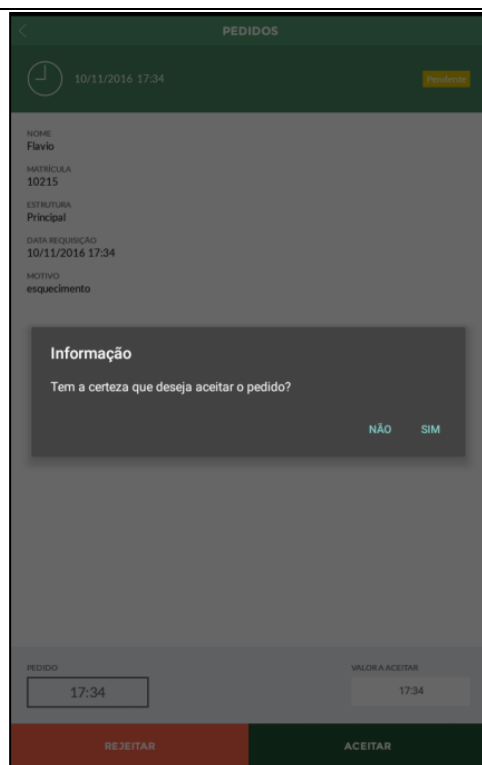 PEDIDOS
10/11/2016 17:34
Pendente
NOME
Flavio
MATRÍCULA
10215
ESTRUTURA
Principal
DATA REQUISIÇÃO
10/11/2016 17:34
MOTIVO
esquecimento
Informação
Tem a certeza que deseja aceitar o pedido?
NÃO SIM
PEDIDO VALOR A ACEITAR
17:34 17:34
REJEITAR ACEITAR